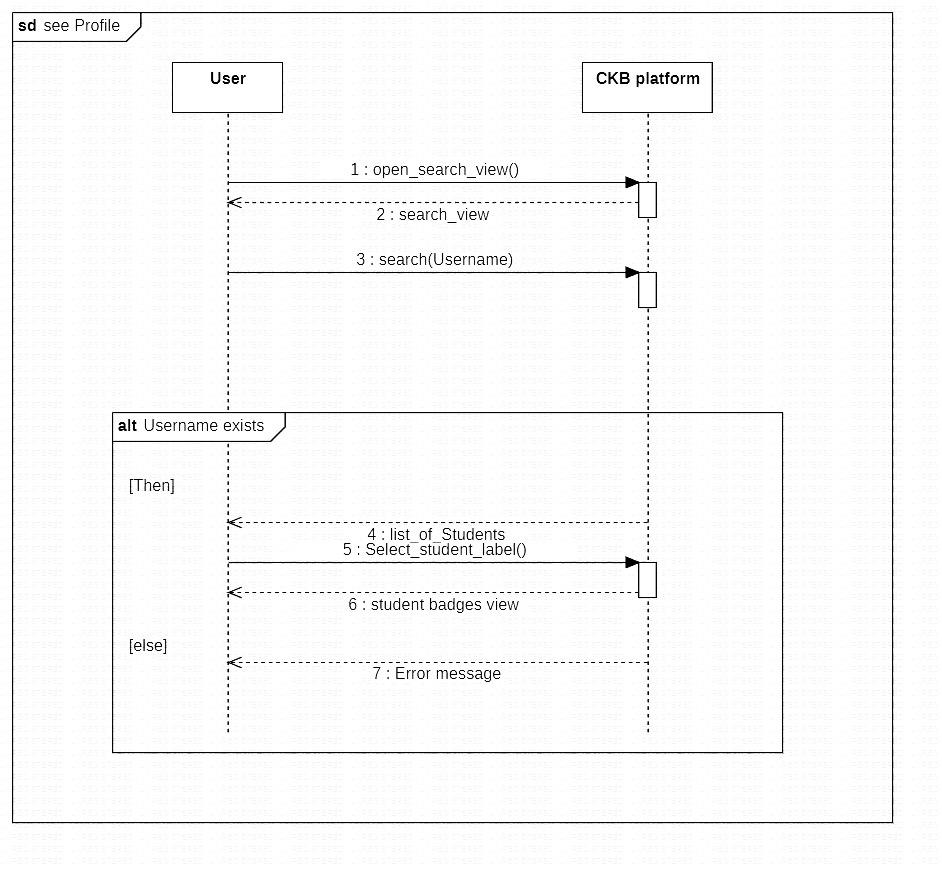 sd see Profile
User
CKB platform
1 : open_search_view()
2 : search_view
3 : search(Username)
alt Username exists
[Then]
4 : list_of_Students
5 : Select_student_label()
6 : student badges view
[else]
7 : Error message